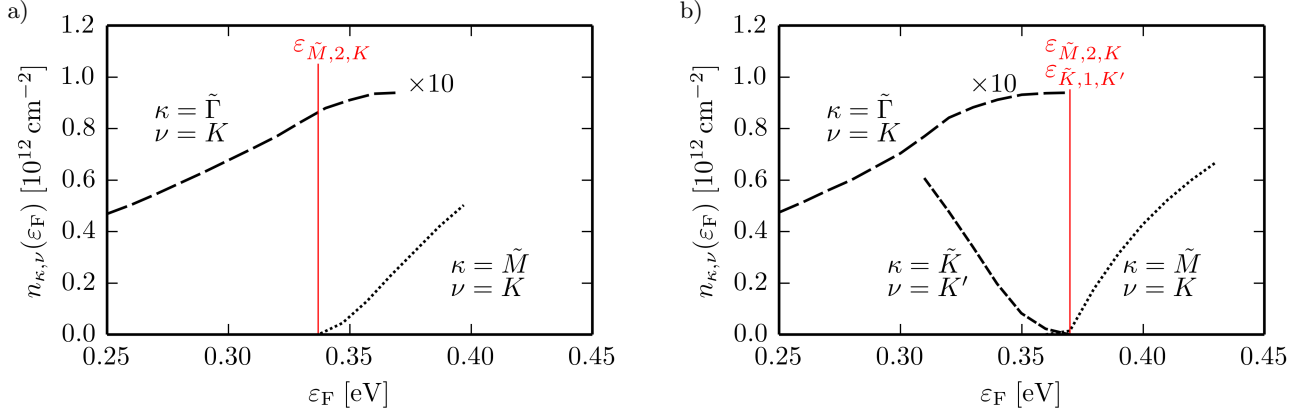 a)
n_{κ,ν}(ε_F) [10^{12} cm^{−2}]
1.2
1.0
0.8
0.6
0.4
0.2
0.0
ε_{M̃,2,K}
×10
κ = Γ̃
ν = K
κ = M̃
ν = K
0.25 0.30 0.35 0.40 0.45
ε_F [eV]
b)
n_{κ,ν}(ε_F) [10^{12} cm^{−2}]
1.2
1.0
0.8
0.6
0.4
0.2
0.0
ε_{M̃,2,K}
ε_{K̃,1,K′}
×10
κ = Γ̃
ν = K
κ = K̃
ν = K′
κ = M̃
ν = K
0.25 0.30 0.35 0.40 0.45
ε_F [eV]